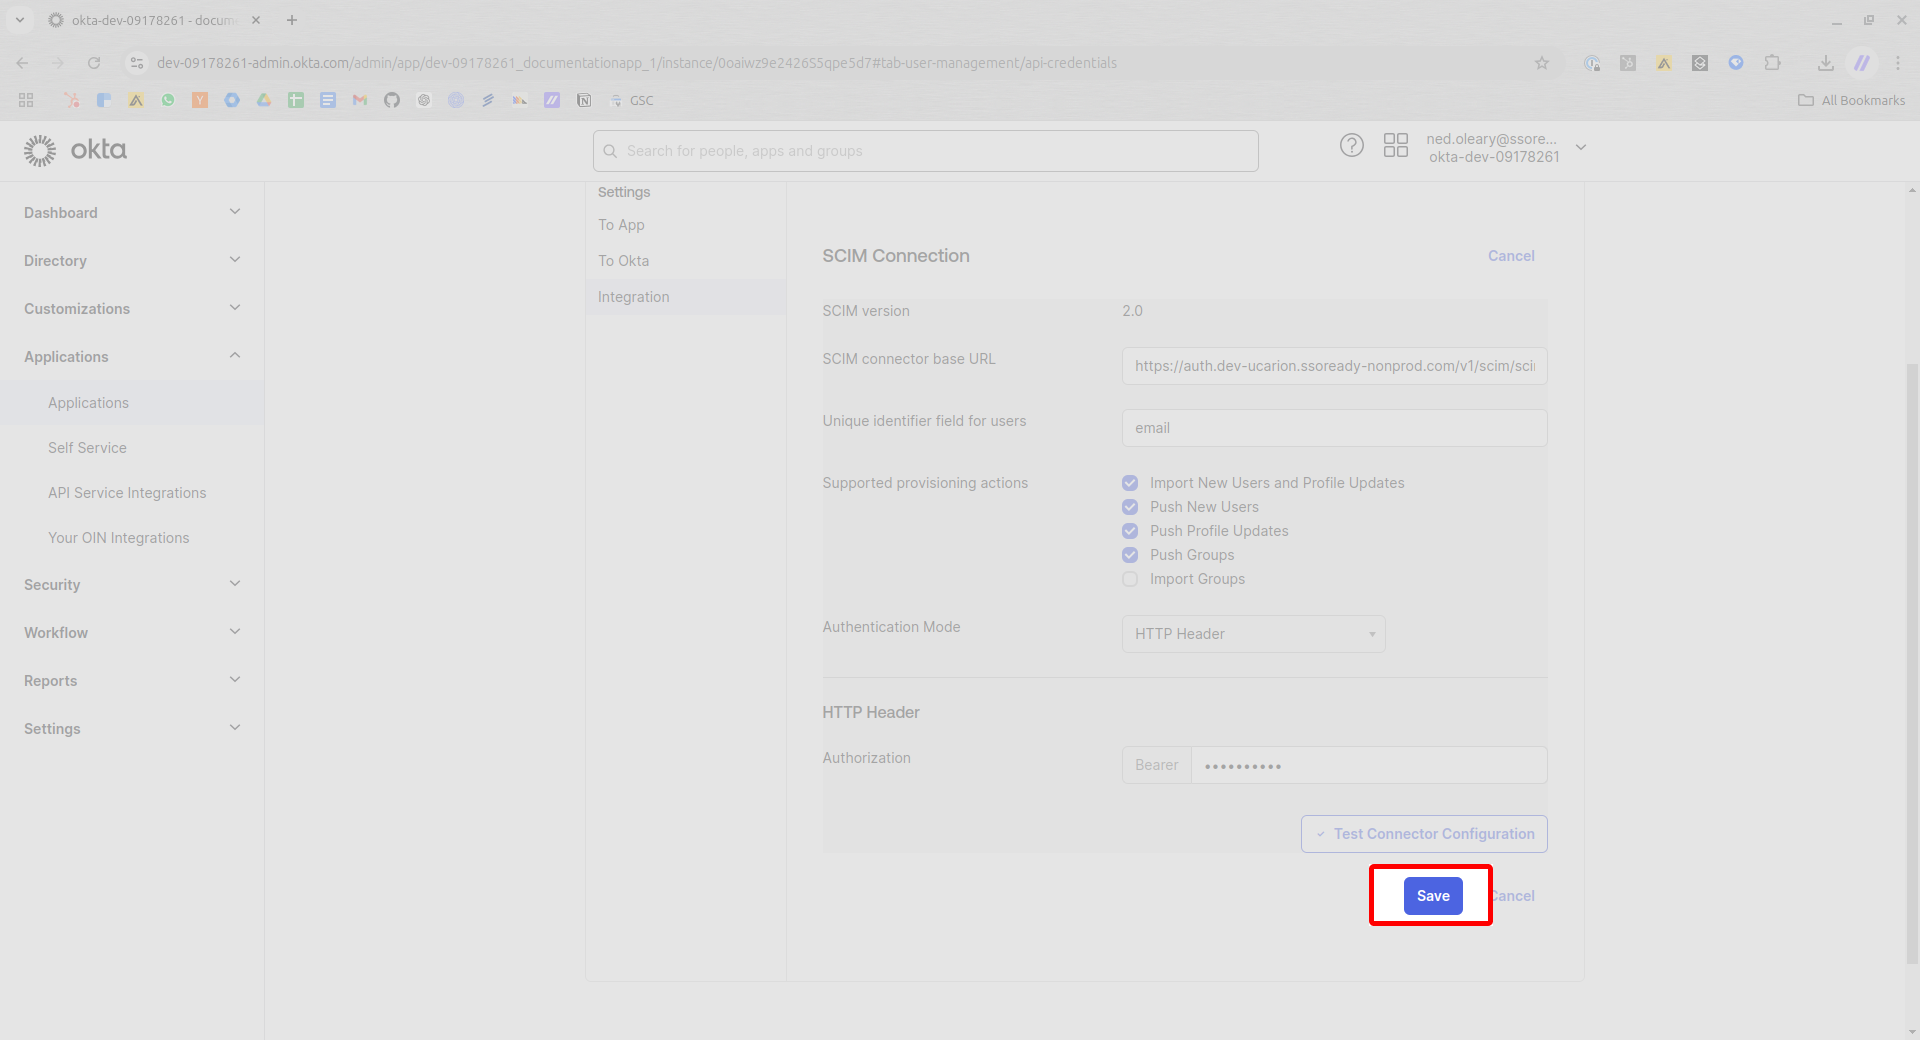 okta-dev-09178261 - docum
dev-09178261-admin.okta.com/admin/app/dev-09178261_documentationapp_1/instance/0oaiwz9e2426S5qpe5d7#tab-user-management/api-credentials
GSC
All Bookmarks
okta
Search for people, apps and groups
ned.oleary@ssore...
okta-dev-09178261
Dashboard
Directory
Customizations
Applications
Applications
Self Service
API Service Integrations
Your OIN Integrations
Security
Workflow
Reports
Settings
Settings
To App
To Okta
Integration
SCIM Connection
Cancel
SCIM version
2.0
SCIM connector base URL
https://auth.dev-ucarion.ssoready-nonprod.com/v1/scim/sci
Unique identifier field for users
email
Supported provisioning actions
Import New Users and Profile Updates
Push New Users
Push Profile Updates
Push Groups
Import Groups
Authentication Mode
HTTP Header
HTTP Header
Authorization
Bearer
••••••••••
Test Connector Configuration
Save
Cancel